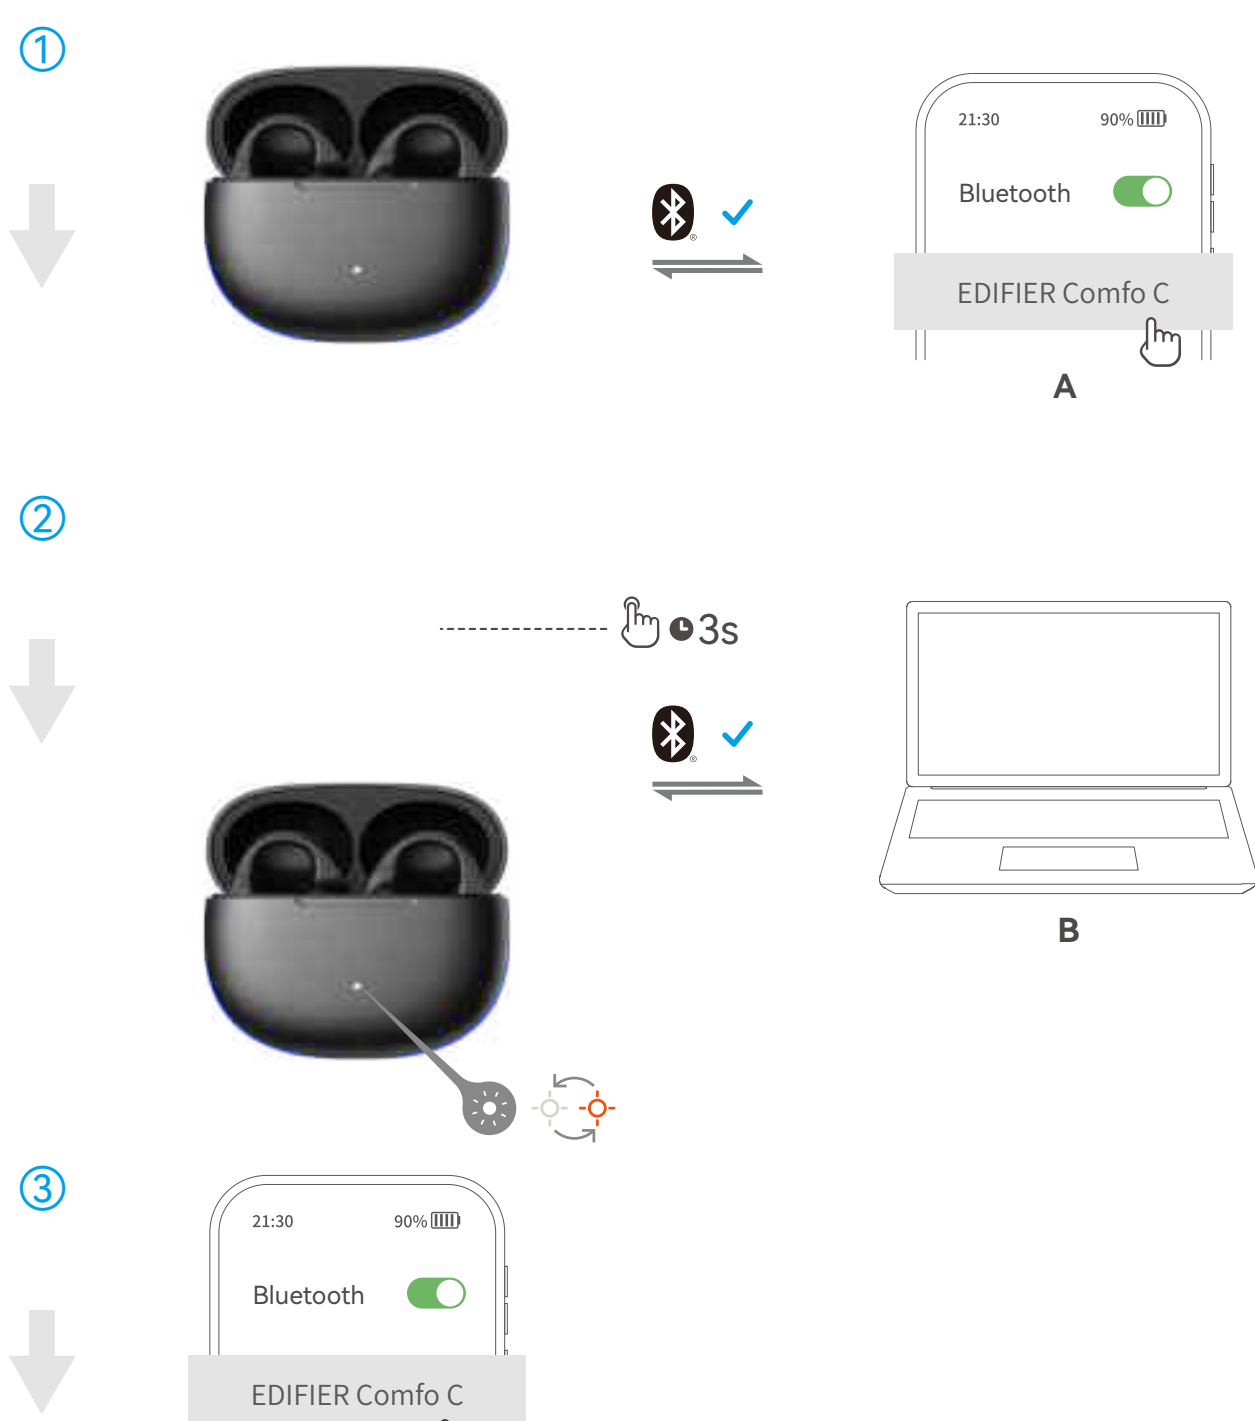 ①
21:30 90%
Bluetooth
EDIFIER Comfo C
A
②
3s
B
③
21:30 90%
Bluetooth
EDIFIER Comfo C